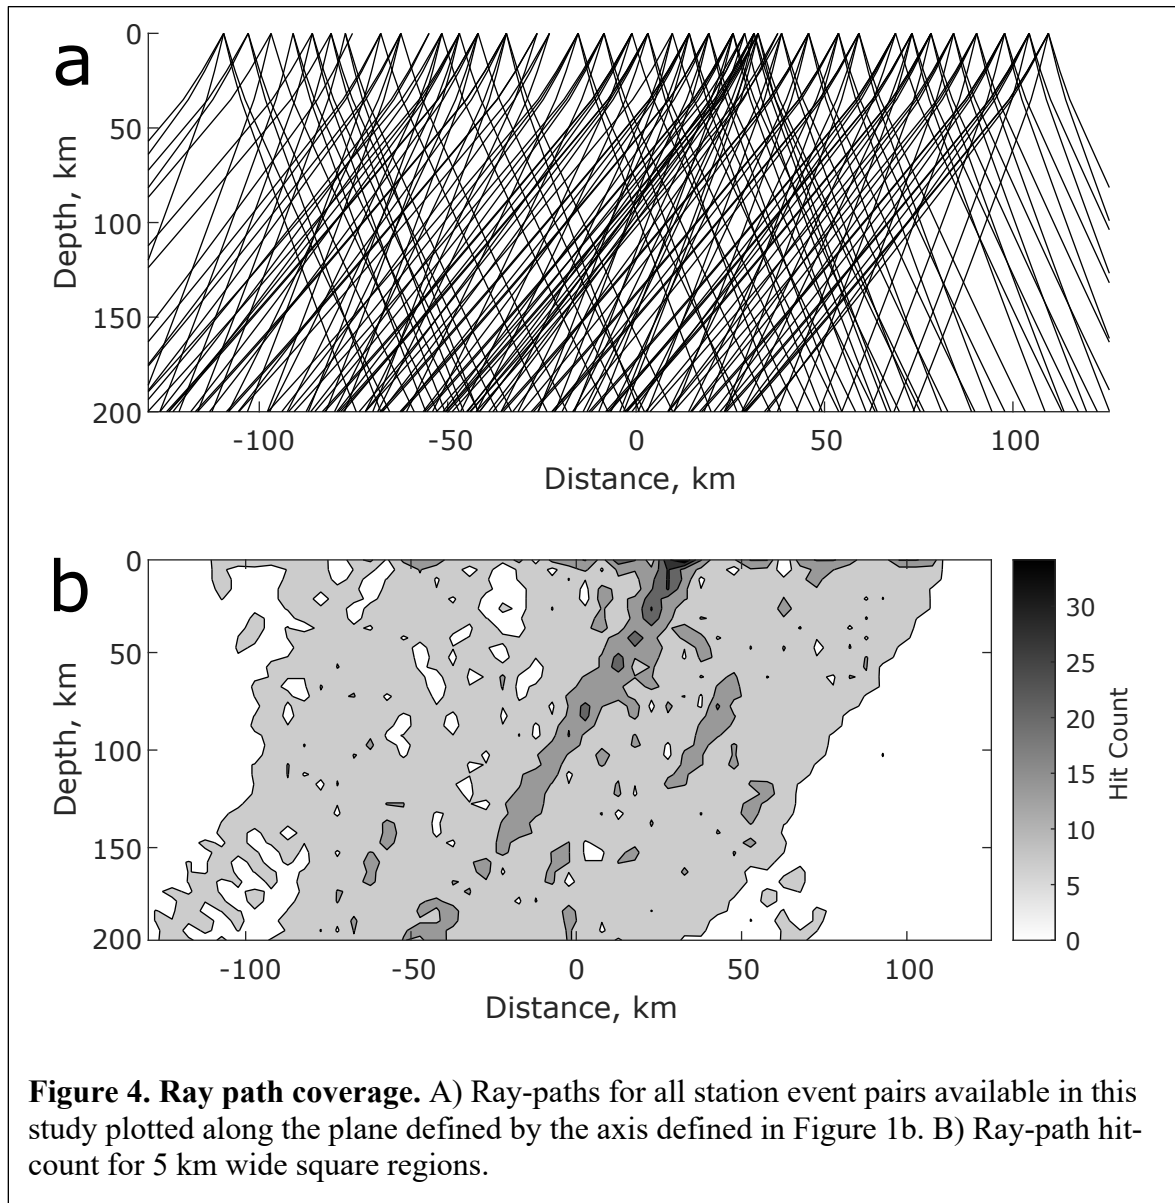 a
0
50
100
150
200
Depth, km
-100
-50
0
50
100
Distance, km
b
0
50
100
150
200
Depth, km
-100
-50
0
50
100
Distance, km
30
25
20
15
10
5
0
Hit Count
Figure 4. Ray path coverage. A) Ray-paths for all station event pairs available in this
study plotted along the plane defined by the axis defined in Figure 1b. B) Ray-path hit-
count for 5 km wide square regions.